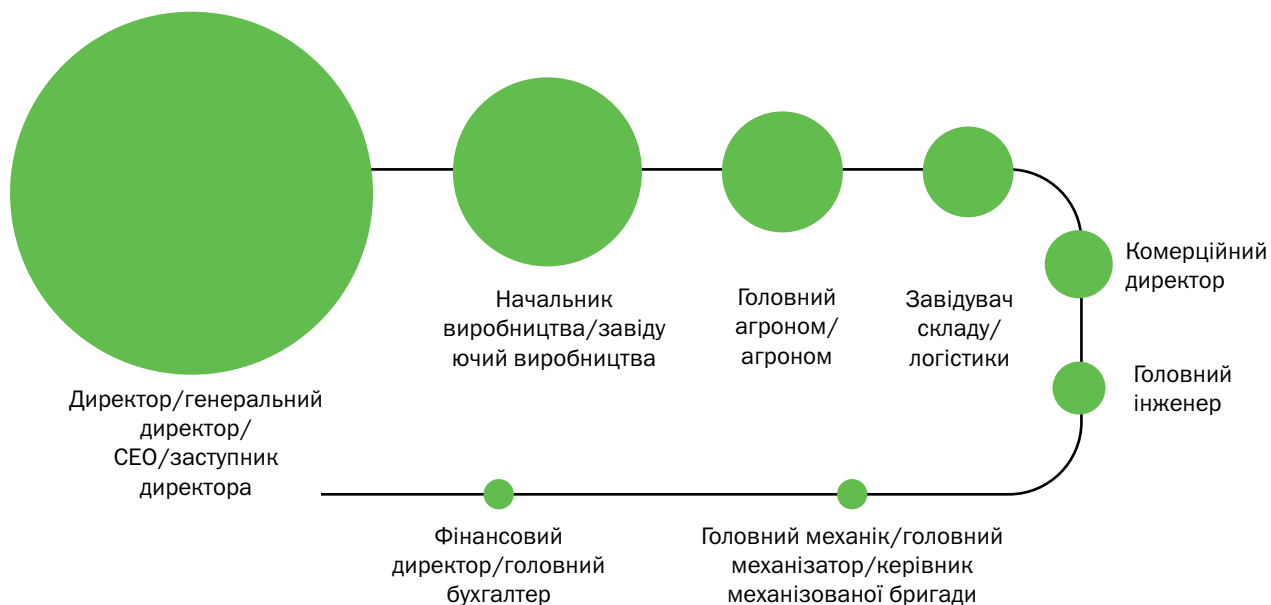 Директор/генеральний
директор/
CEO/заступник
директора
Начальник
виробництва/завіду
ючий виробництва
Головний
агроном/
агроном
Завідувач
складу/
логістики
Комерційний
директор
Головний
інженер
Головний механік/головний
механізатор/керівник
механізованої бригади
Фінансовий
директор/головний
бухгалтер